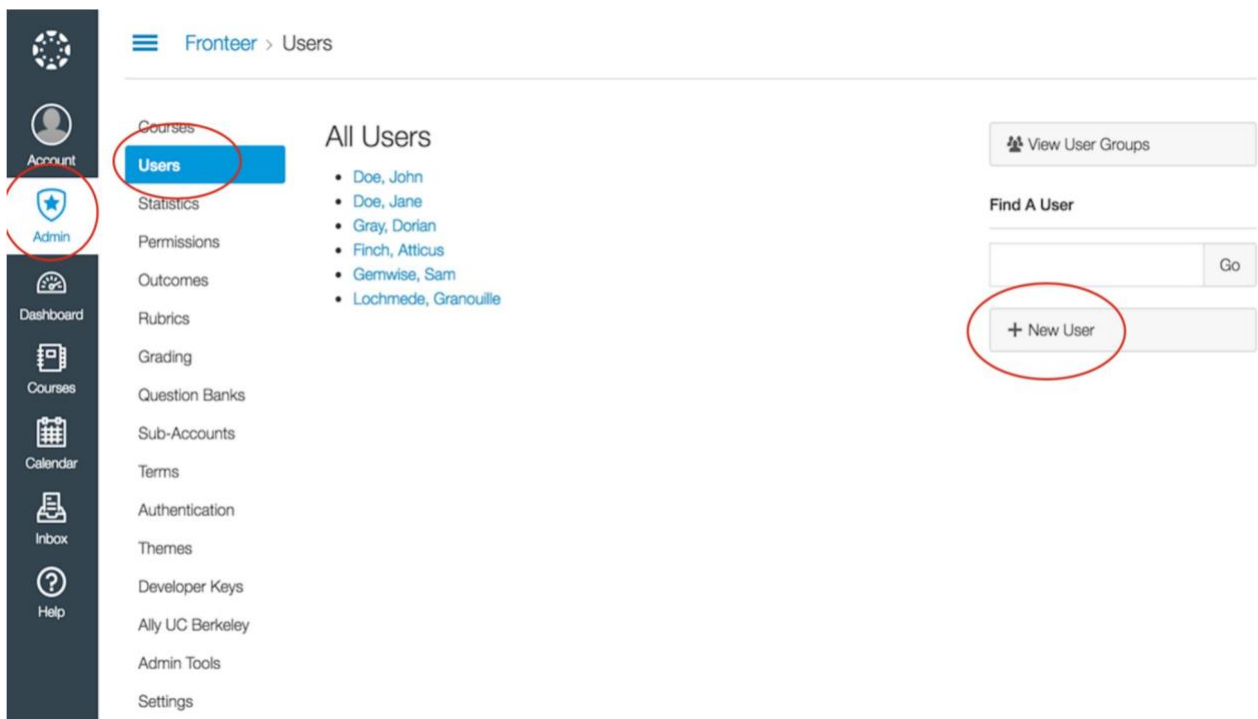 Fronteer > Users
Account
Admin
Dashboard
Courses
Calendar
Inbox
Help
Courses
Users
Statistics
Permissions
Outcomes
Rubrics
Grading
Question Banks
Sub-Accounts
Terms
Authentication
Themes
Developer Keys
Ally UC Berkeley
Admin Tools
Settings
All Users
• Doe, John
• Doe, Jane
• Gray, Dorian
• Finch, Atticus
• Gemwise, Sam
• Lochmede, Granouille
View User Groups
Find A User
Go
+ New User